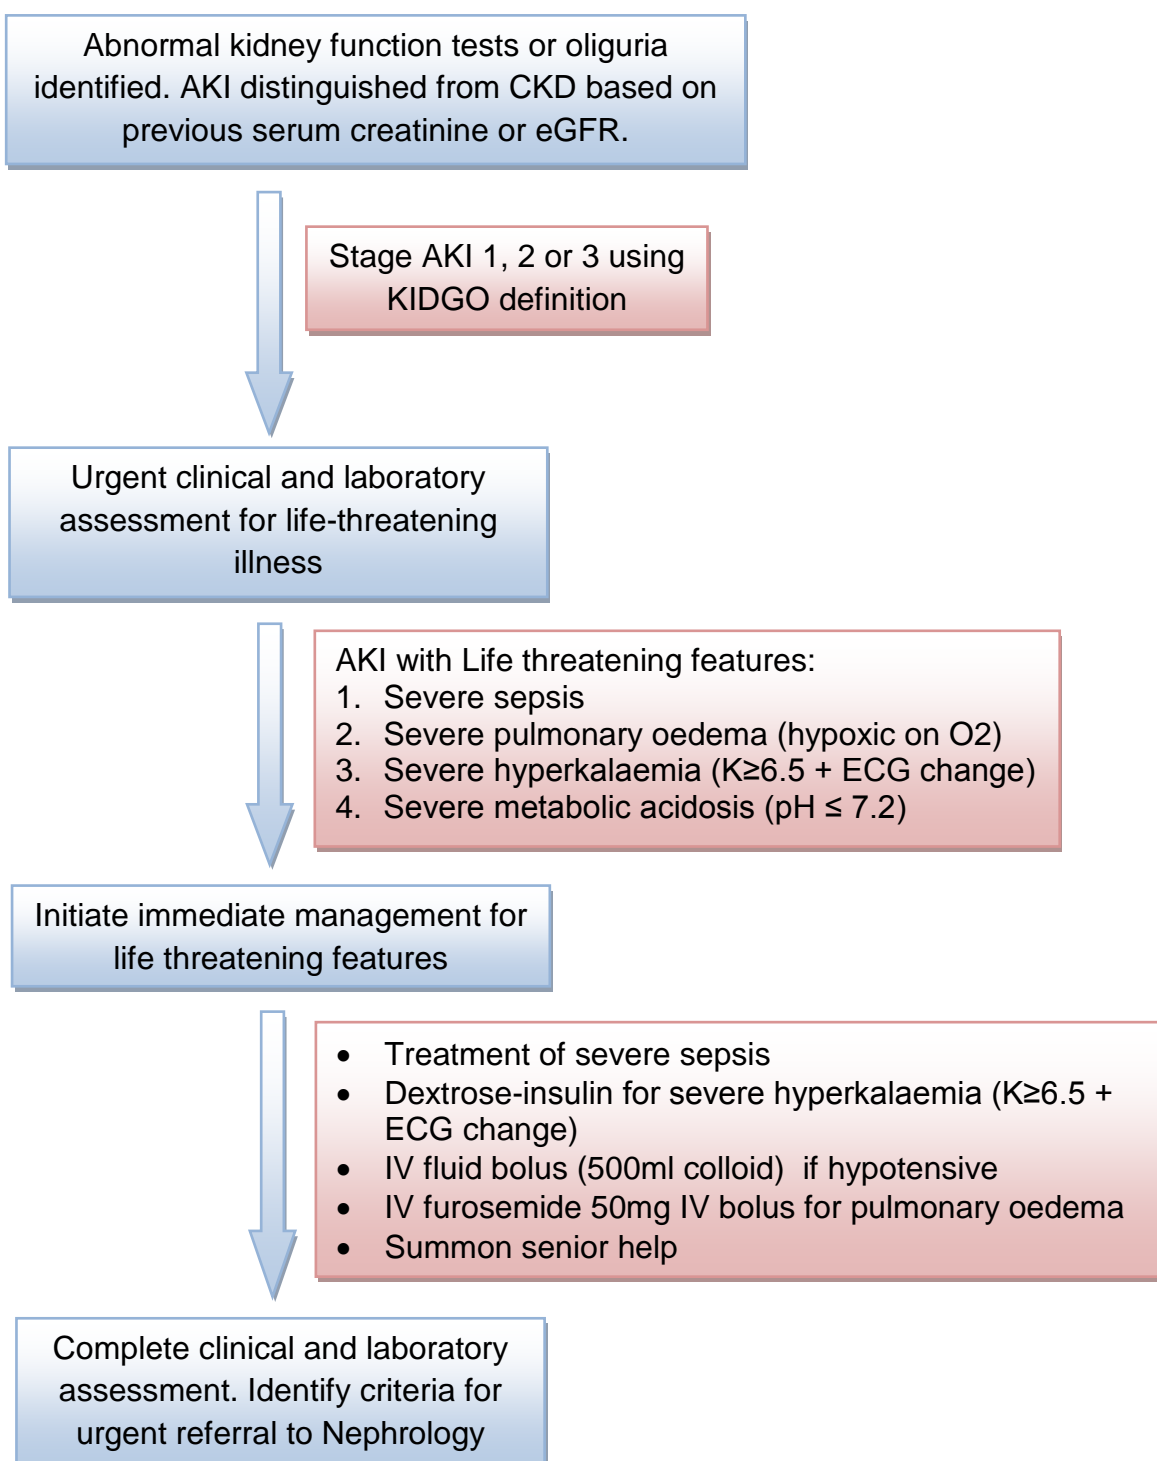 Abnormal kidney function tests or oliguria
identified. AKI distinguished from CKD based on
previous serum creatinine or eGFR.
Stage AKI 1, 2 or 3 using
KIDGO definition
Urgent clinical and laboratory
assessment for life-threatening
illness
AKI with Life threatening features:
1. Severe sepsis
2. Severe pulmonary oedema (hypoxic on O2)
3. Severe hyperkalaemia (K≥6.5 + ECG change)
4. Severe metabolic acidosis (pH ≤ 7.2)
Initiate immediate management for
life threatening features
• Treatment of severe sepsis
• Dextrose-insulin for severe hyperkalaemia (K≥6.5 +
ECG change)
• IV fluid bolus (500ml colloid) if hypotensive
• IV furosemide 50mg IV bolus for pulmonary oedema
• Summon senior help
Complete clinical and laboratory
assessment. Identify criteria for
urgent referral to Nephrology